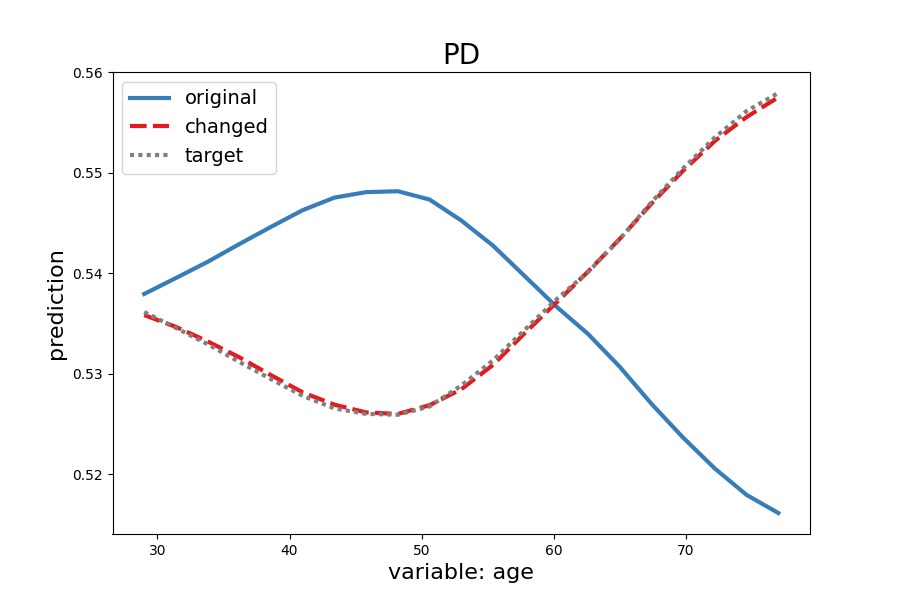 PD
original
changed
target
prediction
0.56
0.55
0.54
0.53
0.52
30 40 50 60 70
variable: age